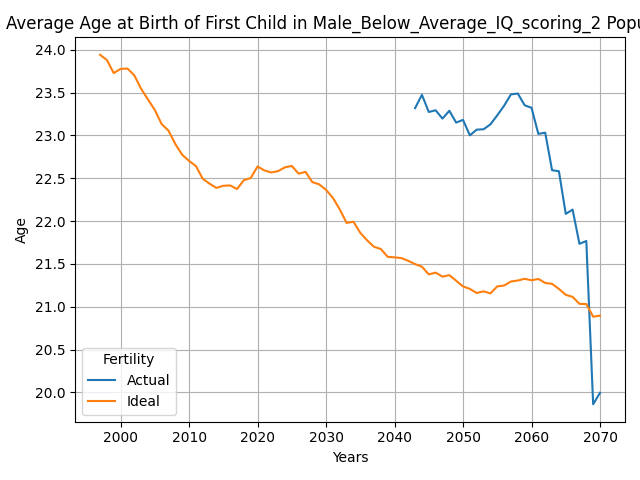 Average Age at Birth of First Child in Male_Below_Average_IQ_scoring_2
24.0
23.5
23.0
22.5
22.0
21.5
21.0
20.5
20.0
Age
Fertility
Actual
Ideal
2000 2010 2020 2030 2040 2050 2060 2070
Years